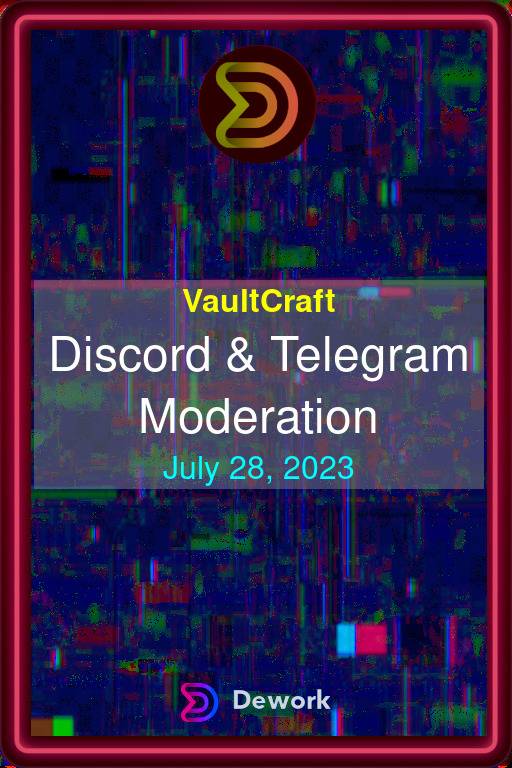 VaultCraft
Discord & Telegram
Moderation
July 28, 2023
Dework